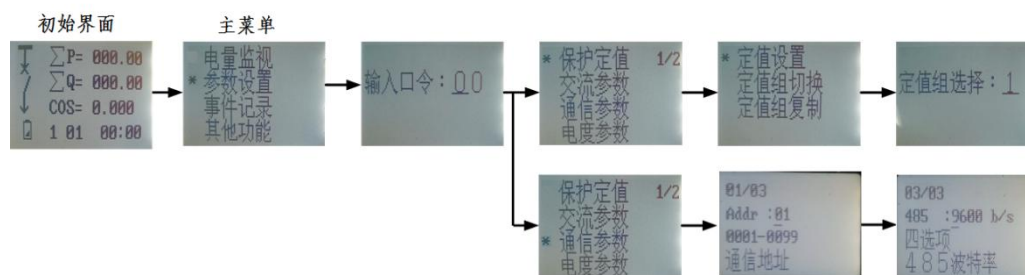 初始界面
∑P= 000.00
∑Q= 000.00
COS= 0.000
1 01 00:00
主菜单
电量监视
* 参数设置
事件记录
其他功能
输入口令：00
* 保护定值 1/2
交流参数
通信参数
电度参数
* 定值设置
定值组切换
定值组复制
定值组选择：1
保护定值 1/2
交流参数
* 通信参数
电度参数
01/03
Addr :01
0001-0099
通信地址
03/03
485 :9600 b/s
四选项
485波特率